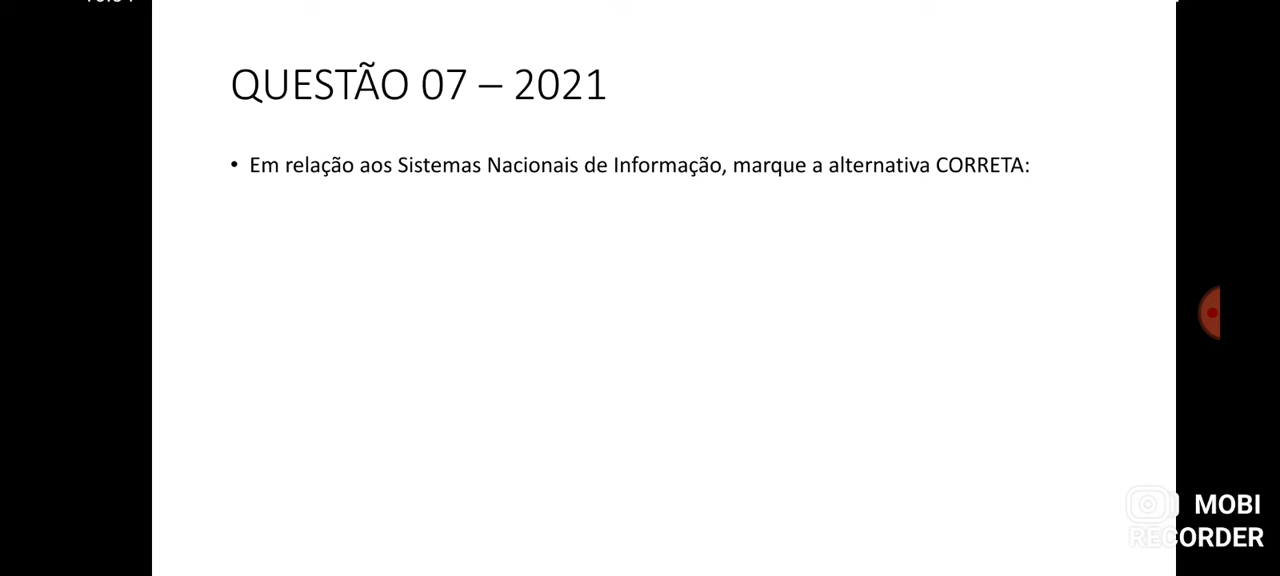 QUESTÃO 07 – 2021
• Em relação aos Sistemas Nacionais de Informação, marque a alternativa CORRETA:
MOBI
RECORDER